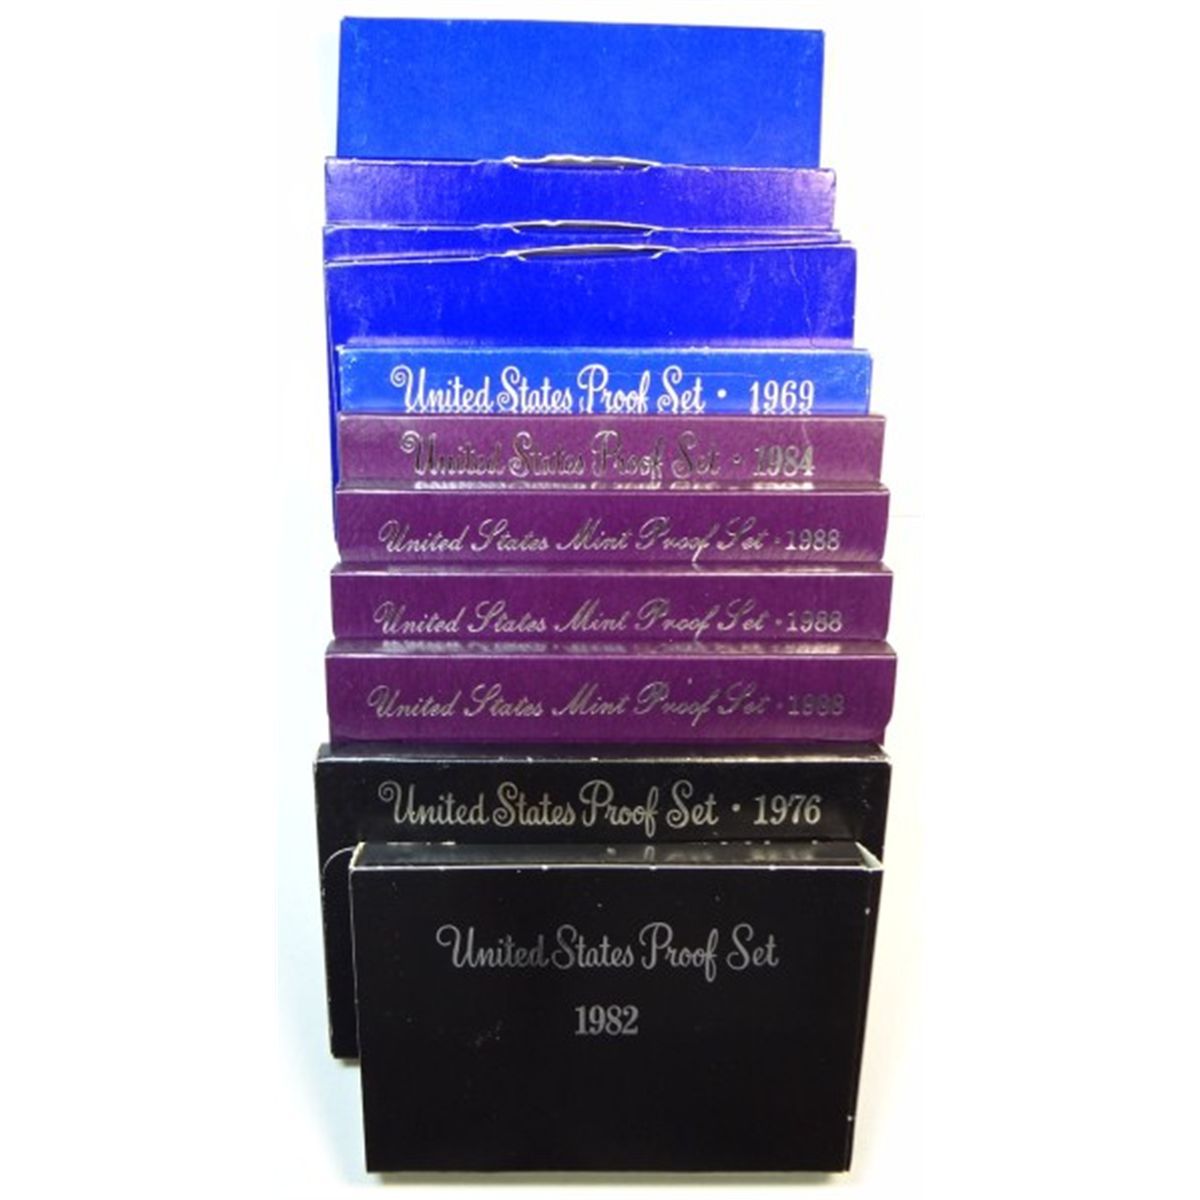 United States Proof Set • 1969
United States Proof Set • 1984
United States Mint Proof Set • 1988
United States Mint Proof Set • 1988
United States Mint Proof Set • 1988
United States Proof Set • 1976
United States Proof Set
1982